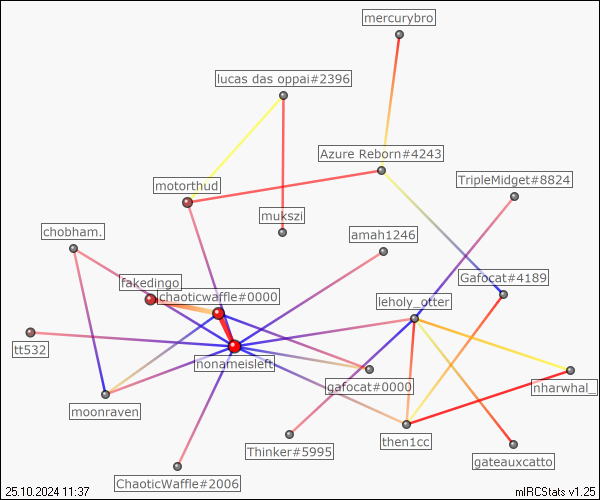 mercurybro
lucas das oppai#2396
Azure Reborn#4243
TripleMidget#8824
motorthud
mukszi
chobham.
amah1246
fakedingo
Gafocat#4189
chaoticwaffle#0000
leholy_otter
tt532
nonameisleft
gafocat#0000
nharwhal_
moonraven
then1cc
Thinker#5995
gateauxcatto
ChaoticWaffle#2006
25.10.2024 11:37
mIRCStats v1.25